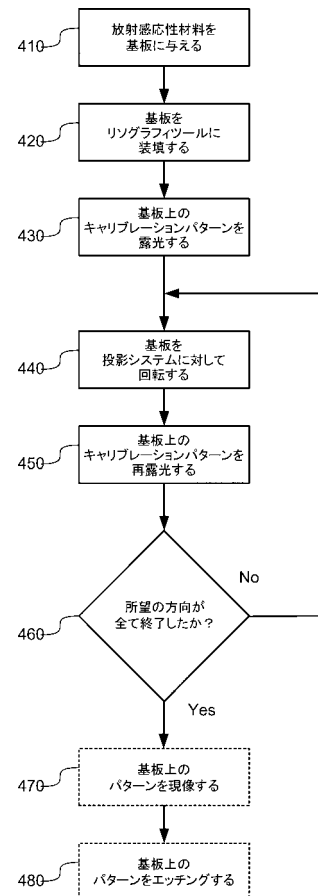 410
放射感応性材料を
基板に与える
420
基板を
リソグラフィツールに
装填する
430
基板上の
キャリブレーションパターンを
露光する
440
基板を
投影システムに対して
回転する
450
基板上の
キャリブレーションパターンを
再露光する
460
所望の方向が
全て終了したか？
No
Yes
470
基板上の
パターンを現像する
480
基板上の
パターンをエッチングする